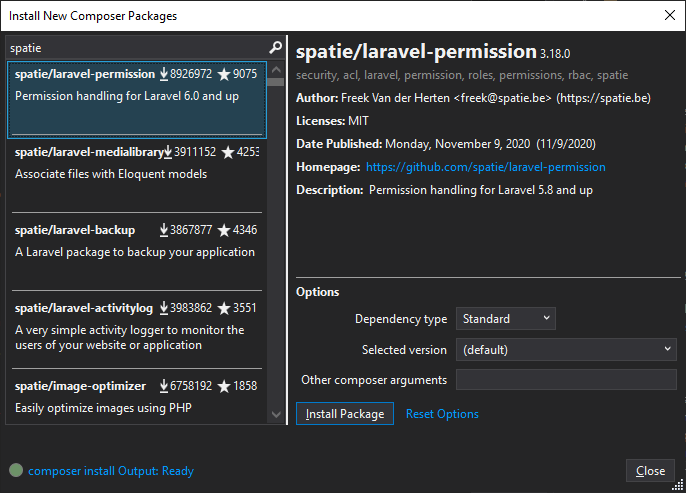 Install New Composer Packages
spatie
spatie/laravel-permission 8926972 9075
Permission handling for Laravel 6.0 and up
spatie/laravel-medialibrary 3911152 4253
Associate files with Eloquent models
spatie/laravel-backup 3867877 4346
A Laravel package to backup your application
spatie/laravel-activitylog 3983862 3551
A very simple activity logger to monitor the
users of your website or application
spatie/image-optimizer 6758192 1858
Easily optimize images using PHP
spatie/laravel-permission 3.18.0
security, acl, laravel, permission, roles, permissions, rbac, spatie
Author: Freek Van der Herten <freek@spatie.be> (https://spatie.be)
Licenses: MIT
Date Published: Monday, November 9, 2020 (11/9/2020)
Homepage: https://github.com/spatie/laravel-permission
Description: Permission handling for Laravel 5.8 and up
Options
Dependency type Standard
Selected version (default)
Other composer arguments
Install Package Reset Options
composer install Output: Ready
Close